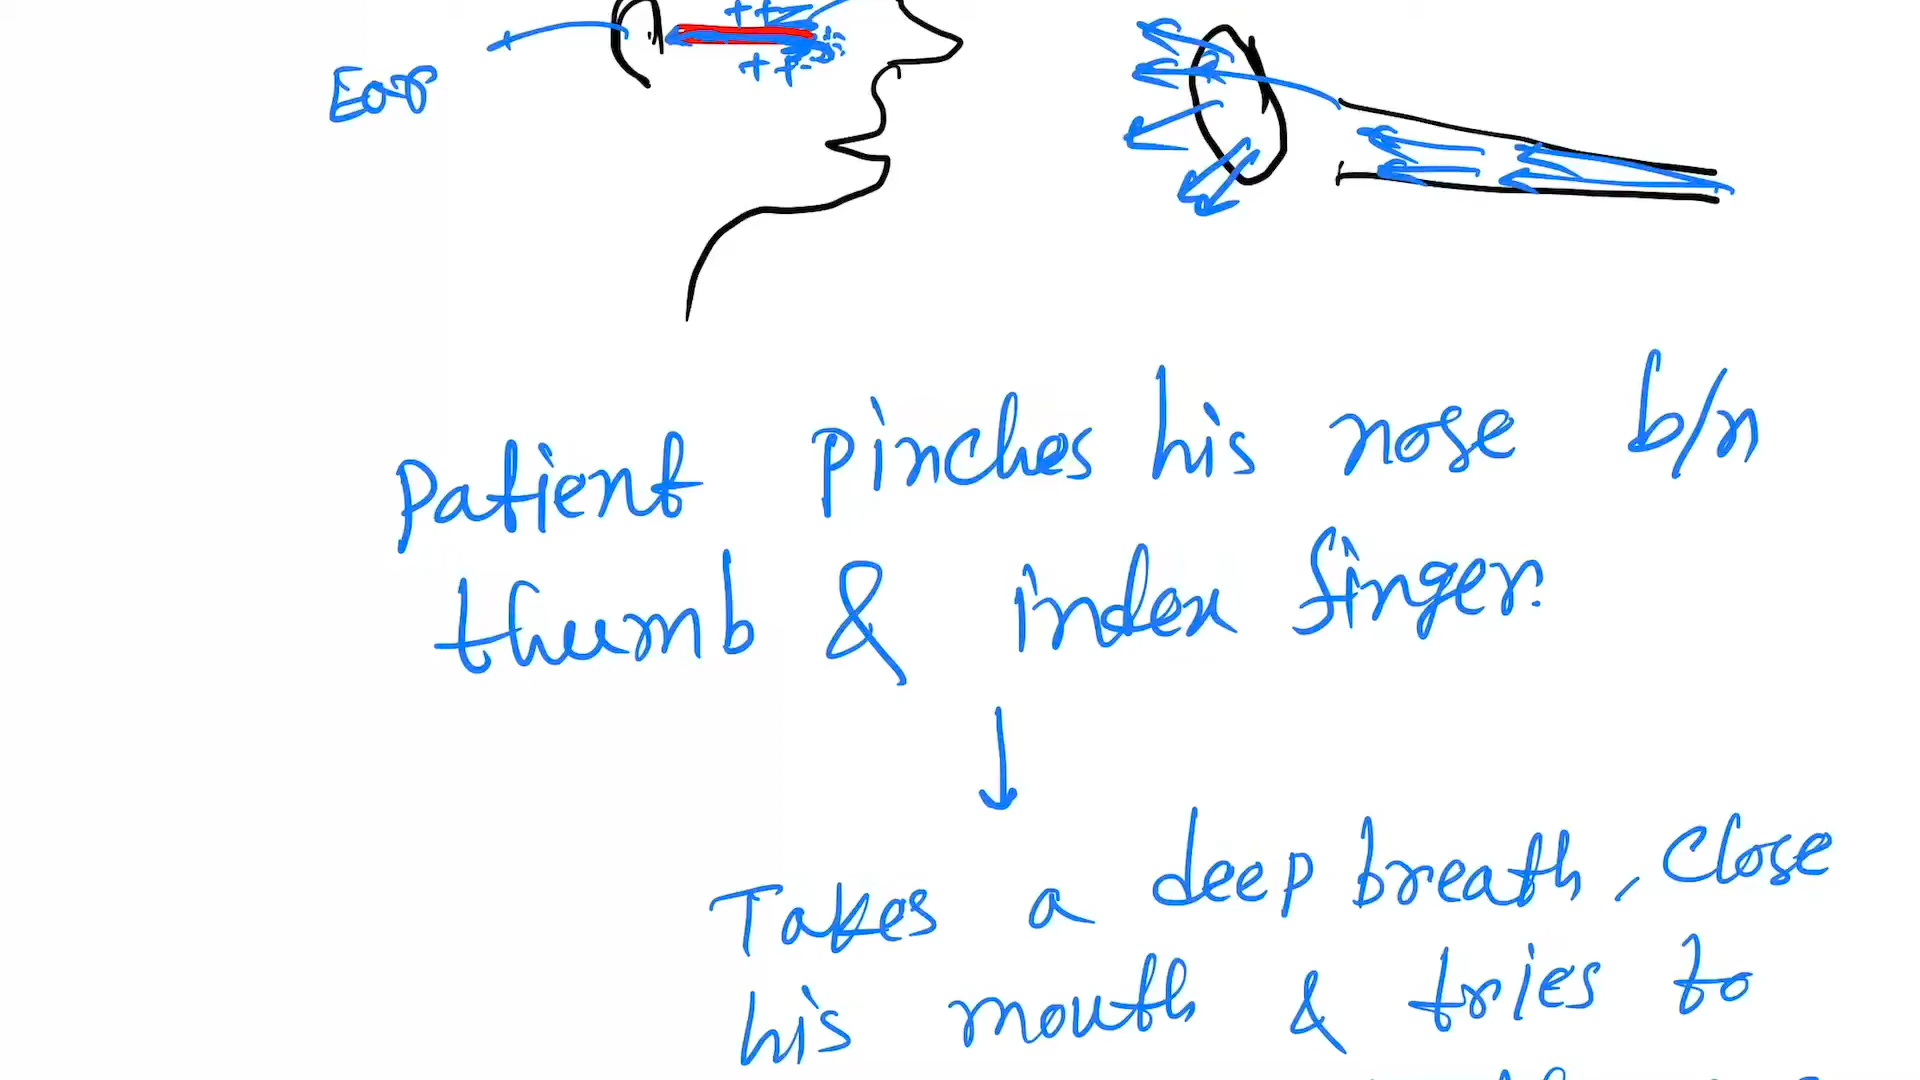 ++
++
Ear
Patient pinches his nose b/n
thumb & index finger.
Takes a deep breath, close
his mouth & tries to